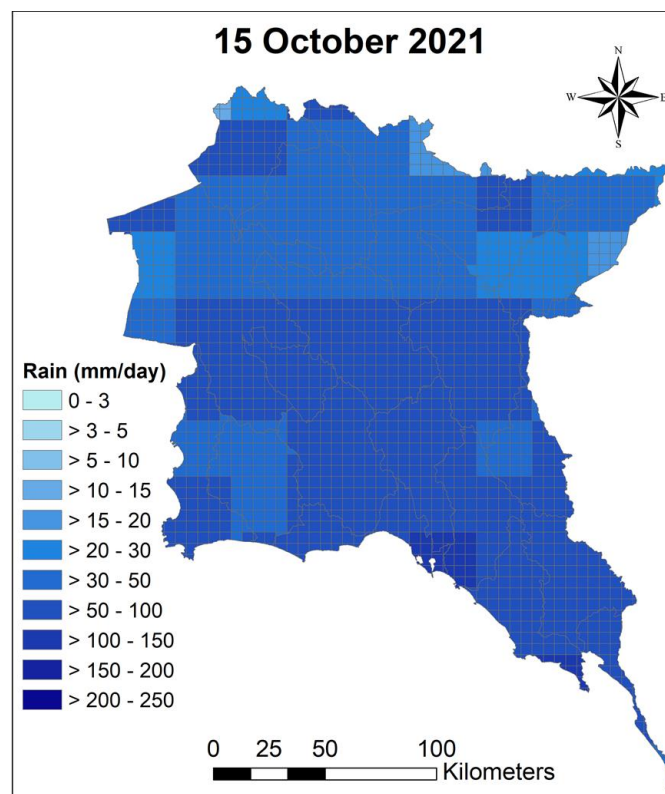 15 October 2021
N
W E
S
Rain (mm/day)
0 - 3
> 3 - 5
> 5 - 10
> 10 - 15
> 15 - 20
> 20 - 30
> 30 - 50
> 50 - 100
> 100 - 150
> 150 - 200
> 200 - 250
0 25 50 100
Kilometers